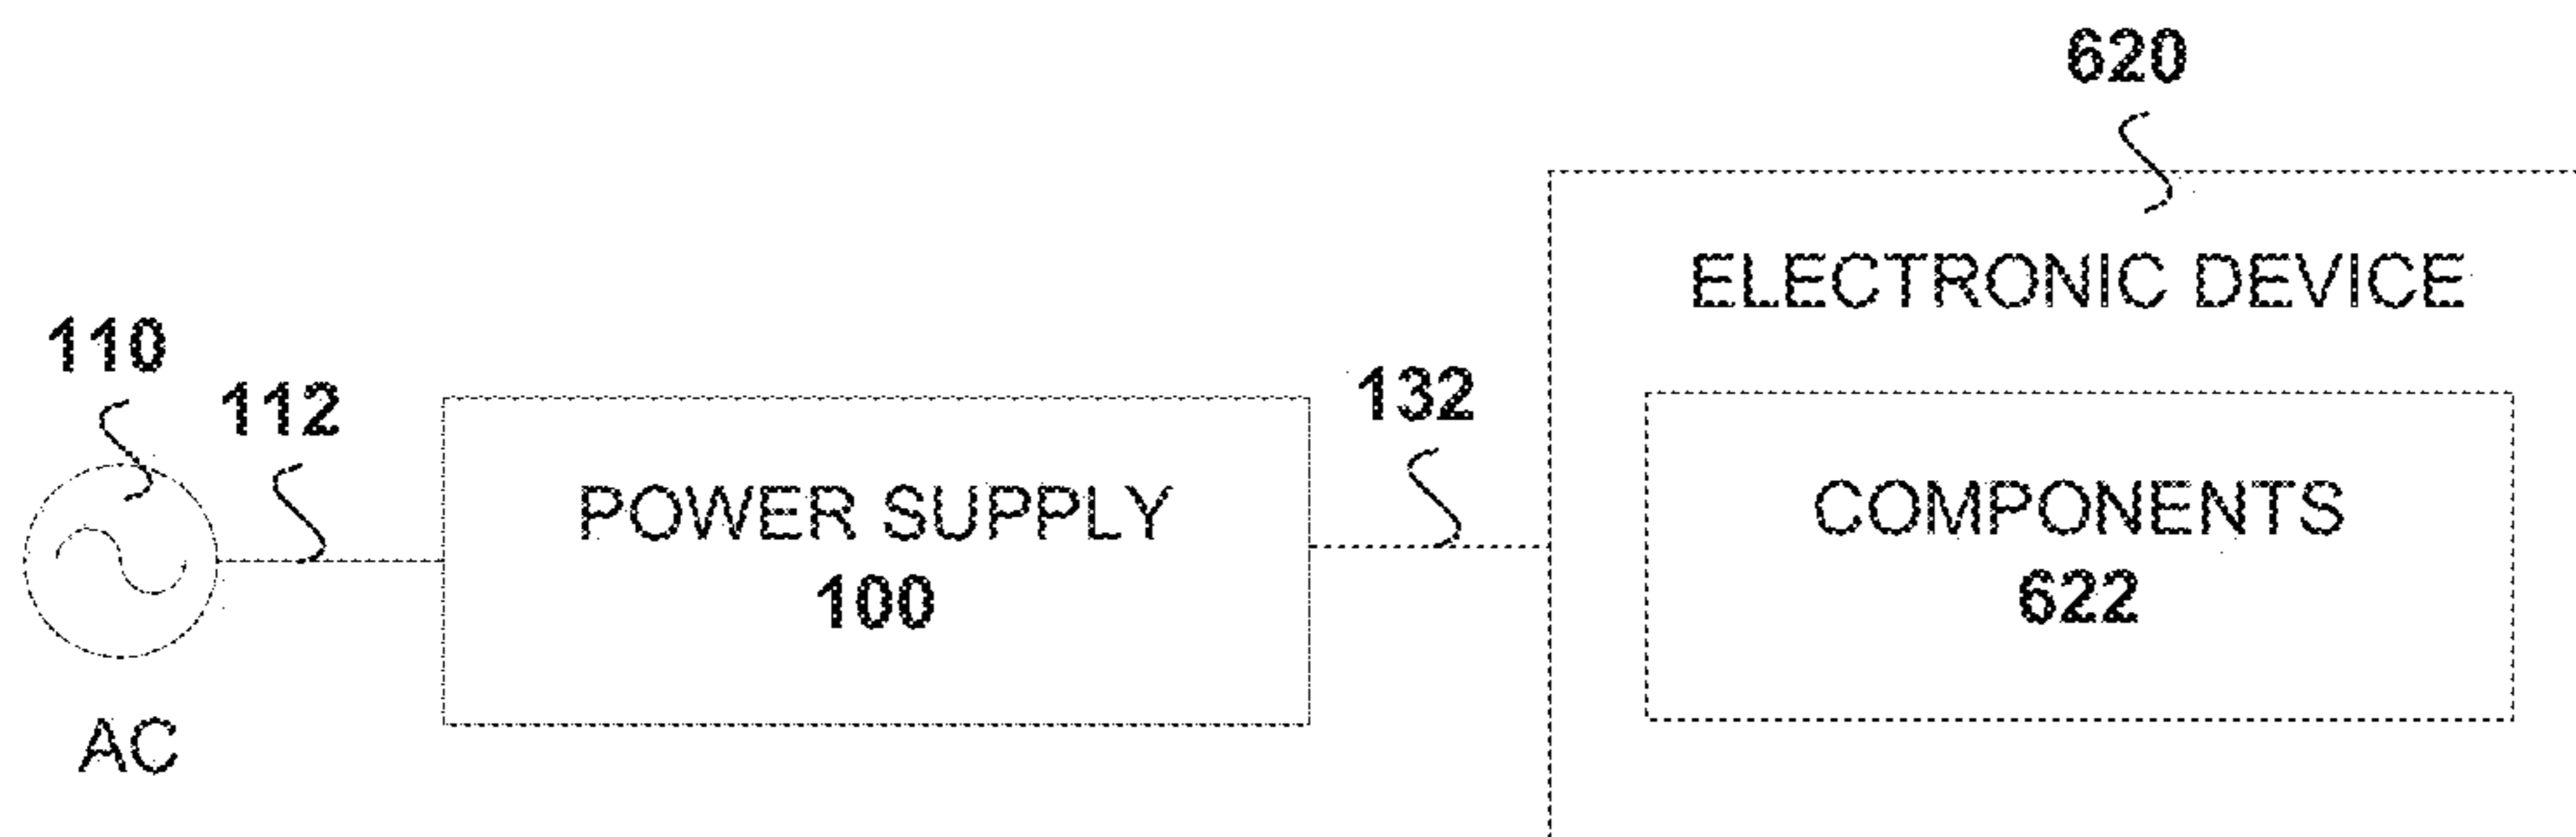 620
ELECTRONIC DEVICE
110
112
132
POWER SUPPLY
100
COMPONENTS
622
AC